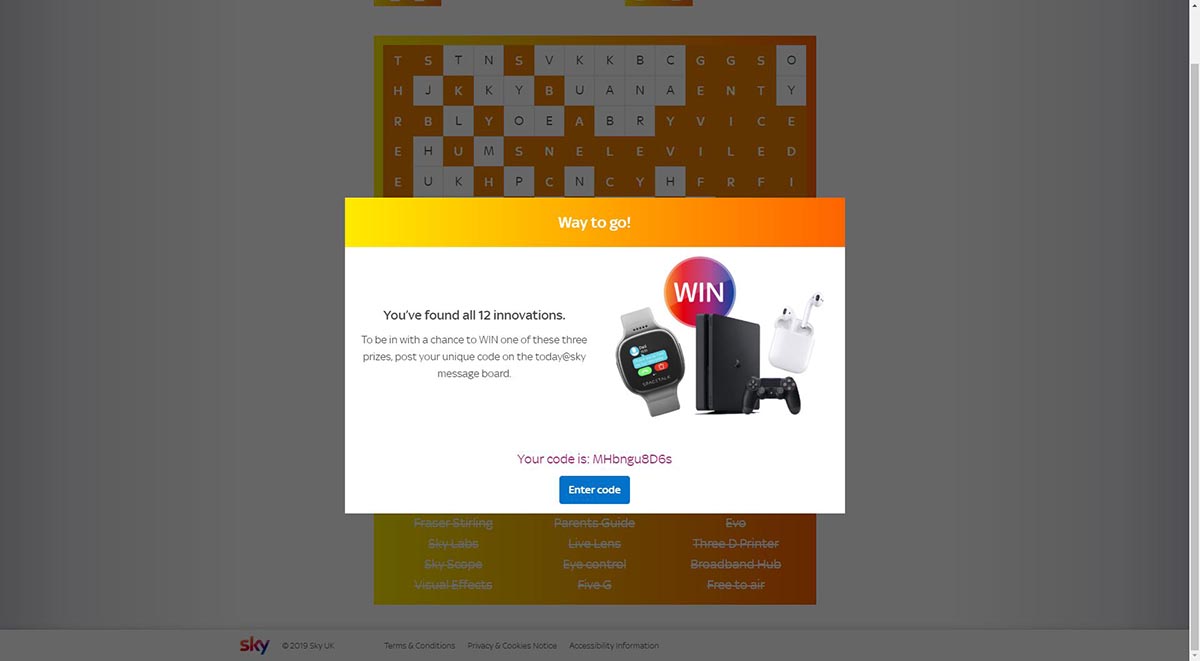 T S T N S V K K B C G G S O
H J K K Y B U A N A E N T Y
R B L Y O E A B R Y V I C E
E H U M S N E L E V I L E D
E U K H P C N C Y H F R F I
Way to go!
WIN
You've found all 12 innovations.
To be in with a chance to WIN one of these three
prizes, post your unique code on the today@sky
message board.
SPACETALK
Your code is: MHbngu8D6s
Enter code
Fraser Stirling Parents Guide Evo
Sky Labs Live Lens Three D Printer
Sky Scope Eye control Broadband Hub
Visual Effects Five G Free to air
sky © 2019 Sky UK Terms & Conditions Privacy & Cookies Notice Accessibility Information